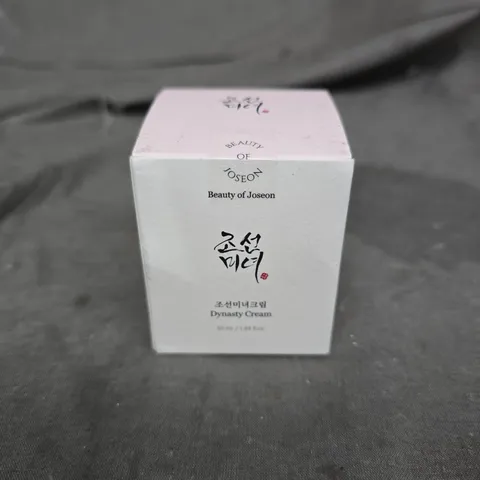 조선
미녀
BEAUTY
OF
JOSEON
Beauty of Joseon
조선
미녀
조선미녀크림
Dynasty Cream